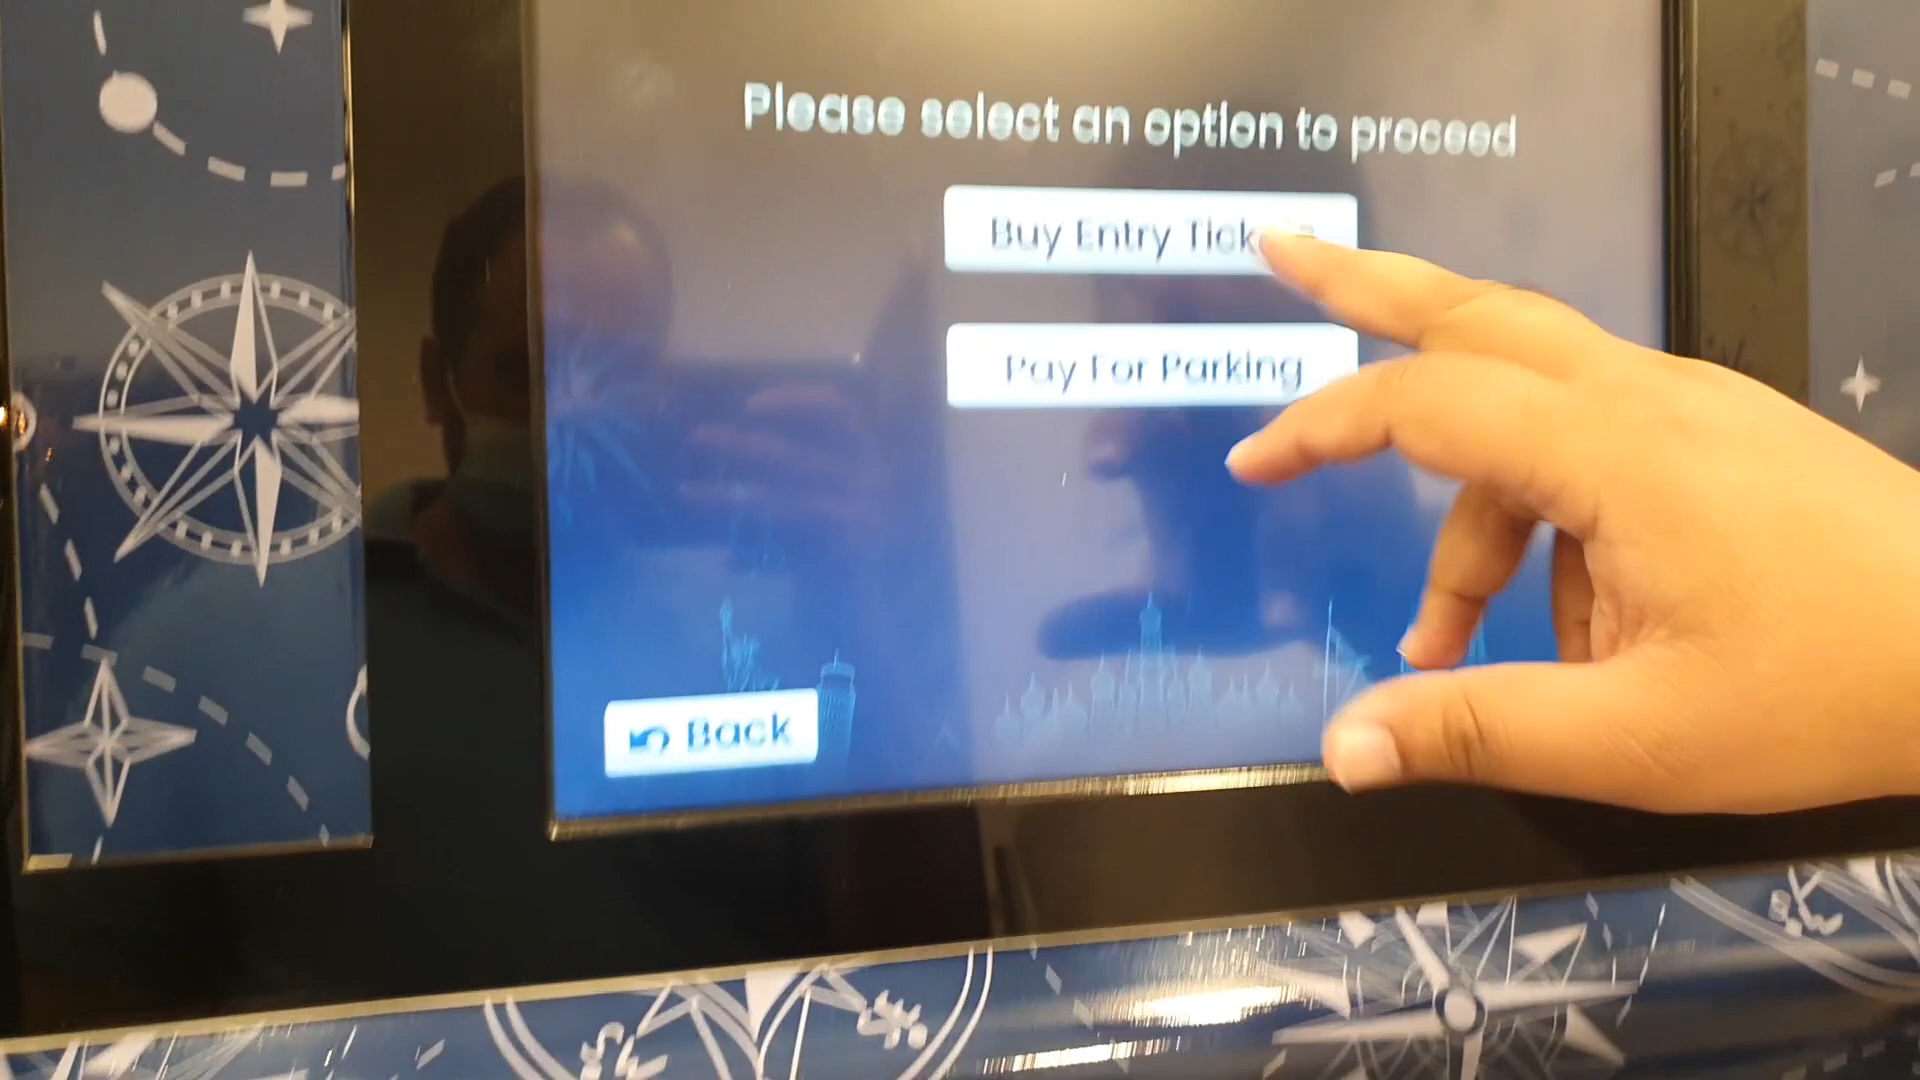 Please select an option to proceed
Buy Entry
Pay For Parking
Back